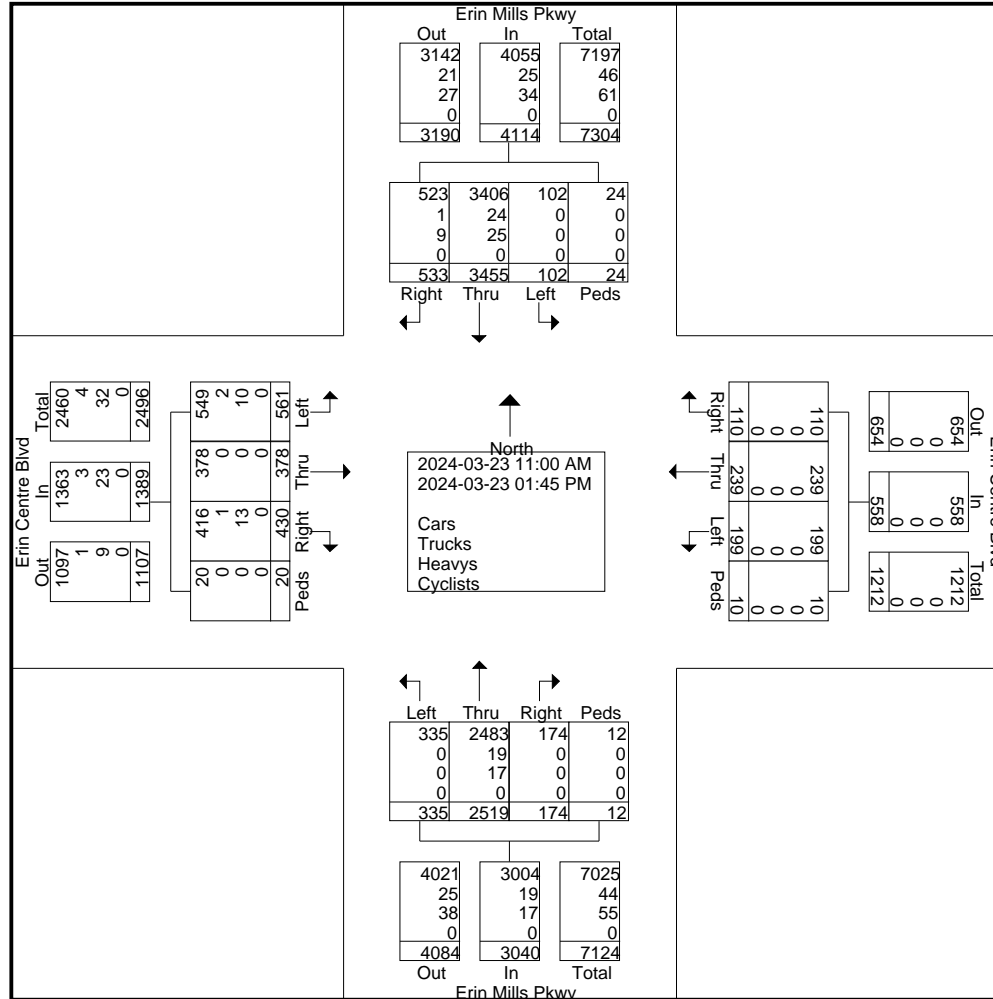 Erin Mills Pkwy
Out In Total
3142 4055 7197
21 25 46
27 34 61
0 0 0
3190 4114 7304
523 3406 102 24
1 24 0 0
9 25 0 0
0 0 0 0
533 3455 102 24
Right Thru Left Peds
Erin Centre Blvd
Total
2460 4 32 0 2496
In
1363 3 23 0 1389
Out
1097 1 9 0 1107
549 2 10 0 561
Left
378 0 0 0 378
Thru
416 1 13 0 430
Right
20 0 0 0 20
Peds
North
2024-03-23 11:00 AM
2024-03-23 01:45 PM
Cars
Trucks
Heavys
Cyclists
Right
110 0 0 0 110
Thru
239 0 0 0 239
Left
199 0 0 0 199
Peds
10 0 0 0 10
Out
654 0 0 0 654
In
558 0 0 0 558
Total
1212 0 0 0 1212
Left Thru Right Peds
335 2483 174 12
0 19 0 0
0 17 0 0
0 0 0 0
335 2519 174 12
4021 3004 7025
25 19 44
38 17 55
0 0 0
4084 3040 7124
Out In Total
Erin Mills Pkwy